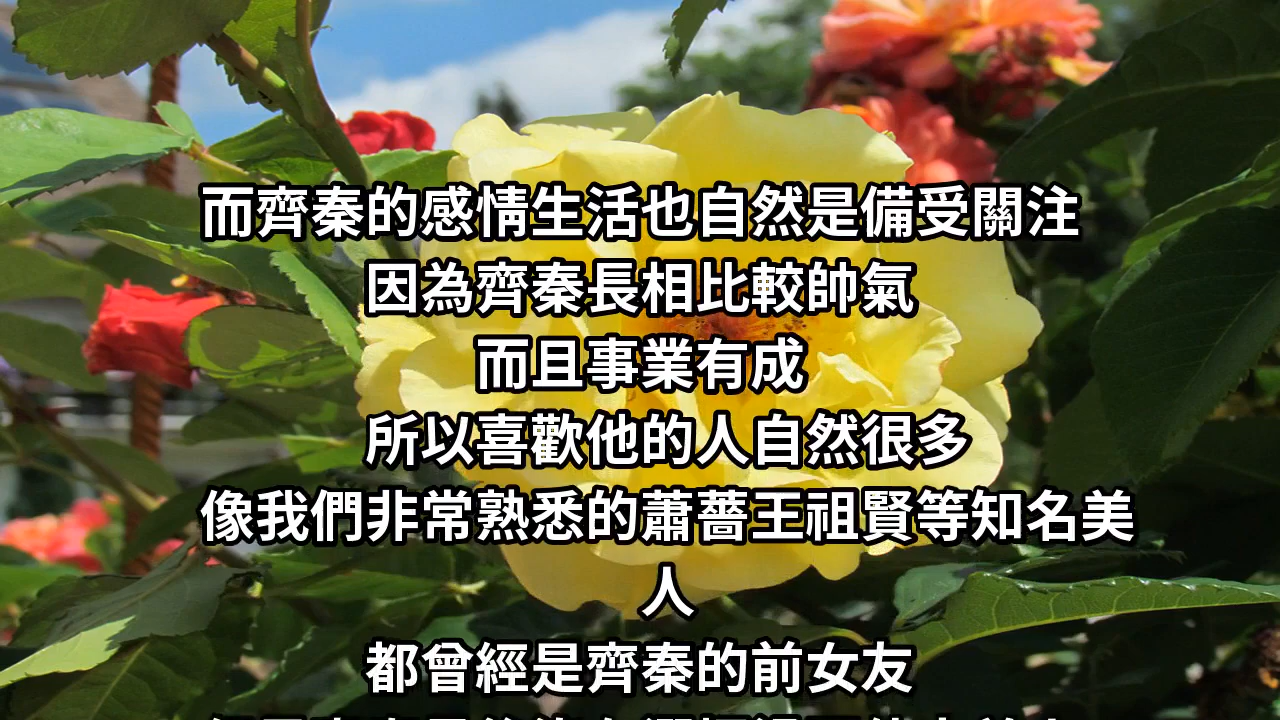 而齊秦的感情生活也自然是備受關注
因為齊秦長相比較帥氣
而且事業有成
所以喜歡他的人自然很多
像我們非常熟悉的蕭薔王祖賢等知名美
人
都曾經是齊秦的前女友